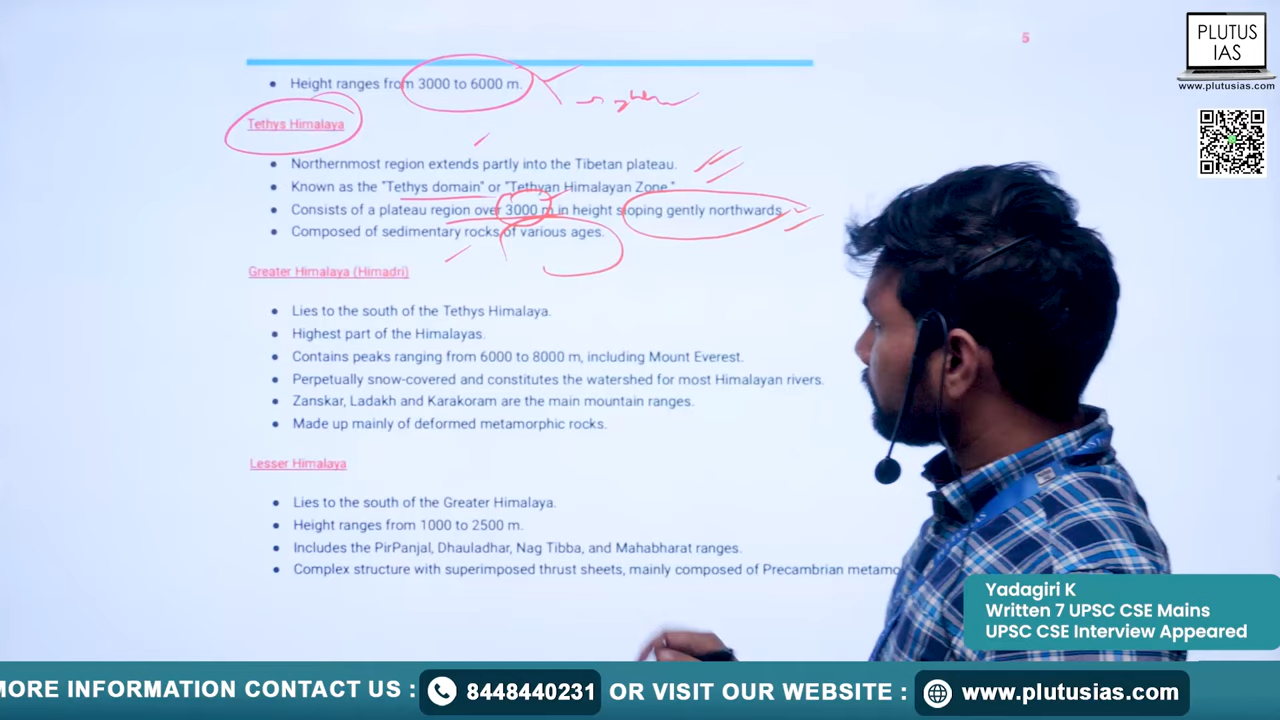 5
PLUTUS
IAS
www.plutusias.com
• Height ranges from 3000 to 6000 m.
Tethys Himalaya
• Northernmost region extends partly into the Tibetan plateau.
• Known as the "Tethys domain" or "Tethyan Himalayan Zone."
• Consists of a plateau region over 3000 m in height sloping gently northwards.
• Composed of sedimentary rocks of various ages.
Greater Himalaya (Himadri)
• Lies to the south of the Tethys Himalaya.
• Highest part of the Himalayas.
• Contains peaks ranging from 6000 to 8000 m, including Mount Everest.
• Perpetually snow-covered and constitutes the watershed for most Himalayan rivers.
• Zanskar, Ladakh and Karakoram are the main mountain ranges.
• Made up mainly of deformed metamorphic rocks.
Lesser Himalaya
• Lies to the south of the Greater Himalaya.
• Height ranges from 1000 to 2500 m.
• Includes the PirPanjal, Dhauladhar, Nag Tibba, and Mahabharat ranges.
• Complex structure with superimposed thrust sheets, mainly composed of Precambrian metamo
Yadagiri K
Written 7 UPSC CSE Mains
UPSC CSE Interview Appeared
MORE INFORMATION CONTACT US : 8448440231 OR VISIT OUR WEBSITE : www.plutusias.com